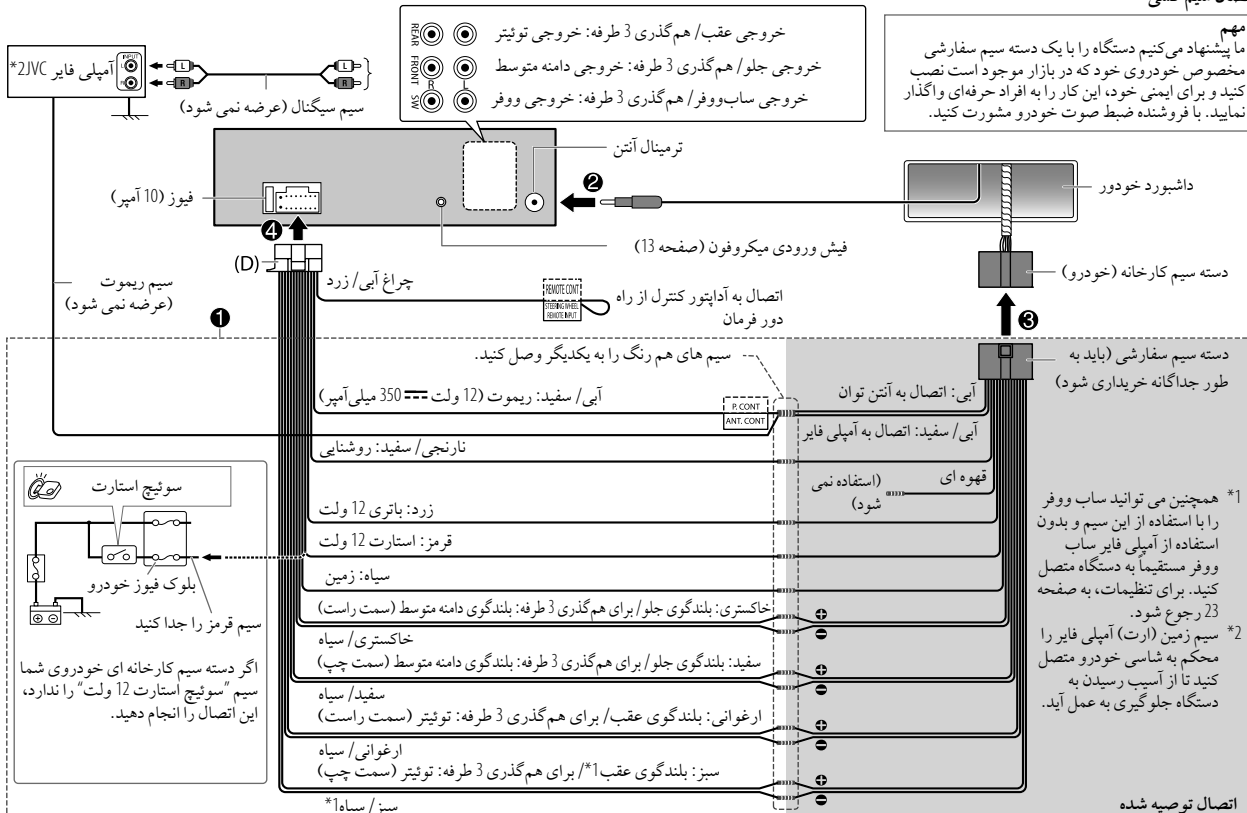 اتصال سیم کشی
مهم
ما پیشنهاد می‌کنیم دستگاه را با یک دسته سیم سفارشی
مخصوص خودروی خود که در بازار موجود است نصب
کنید و برای ایمنی خود، این کار را به افراد حرفه‌ای واگذار
نمایید. با فروشنده ضبط صوت خودرو مشورت کنید.
خروجی عقب/ هم‌گذری 3 طرفه: خروجی توئیتر
خروجی جلو/ هم‌گذری 3 طرفه: خروجی دامنه متوسط
خروجی ساب‌ووفر/ هم‌گذری 3 طرفه: خروجی ووفر
REAR
FRONT
SW
R
L
آمپلی فایر JVC2*
INPUT
L
R
L
R
L
R
سیم سیگنال (عرضه نمی شود)
ترمینال آنتن
2
داشبورد خودور
فیوز (10 آمپر)
4
فیش ورودی میکروفون (صفحه 13)
دسته سیم کارخانه (خودرو)
(D)
چراغ آبی/ زرد
REMOTE CONT
STEERING WHEEL
REMOTE INPUT
اتصال به آداپتور کنترل از راه
دور فرمان
سیم ریموت
(عرضه نمی شود)
1
3
سیم های هم رنگ را به یکدیگر وصل کنید.
دسته سیم سفارشی (باید به
طور جداگانه خریداری شود)
آبی/ سفید: ریموت (12 ولت ⎓ 350 میلی‌آمپر)
P. CONT
ANT. CONT
آبی: اتصال به آنتن توان
آبی/ سفید: اتصال به آمپلی فایر
نارنجی/ سفید: روشنایی
قهوه ای
(استفاده نمی
شود)
زرد: باتری 12 ولت
قرمز: استارت 12 ولت
سیاه: زمین
خاکستری: بلندگوی جلو/ برای هم‌گذری 3 طرفه: بلندگوی دامنه متوسط (سمت راست)
خاکستری/ سیاه
سفید: بلندگوی جلو/ برای هم‌گذری 3 طرفه: بلندگوی دامنه متوسط (سمت چپ)
سفید/ سیاه
ارغوانی: بلندگوی عقب/ برای هم‌گذری 3 طرفه: توئیتر (سمت راست)
ارغوانی/ سیاه
سبز: بلندگوی عقب1*/ برای هم‌گذری 3 طرفه: توئیتر (سمت چپ)
سبز/ سیاه1*
سوئیچ استارت
بلوک فیوز خودرو
سیم قرمز را جدا کنید
اگر دسته سیم کارخانه ای خودروی شما
سیم "سوئیچ استارت 12 ولت" را ندارد،
این اتصال را انجام دهید.
1* همچنین می توانید ساب ووفر
را با استفاده از این سیم و بدون
استفاده از آمپلی فایر ساب
ووفر مستقیماً به دستگاه متصل
کنید. برای تنظیمات، به صفحه
23 رجوع شود.
2* سیم زمین (ارت) آمپلی فایر را
محکم به شاسی خودرو متصل
کنید تا از آسیب رسیدن به
دستگاه جلوگیری به عمل آید.
اتصال توصیه شده